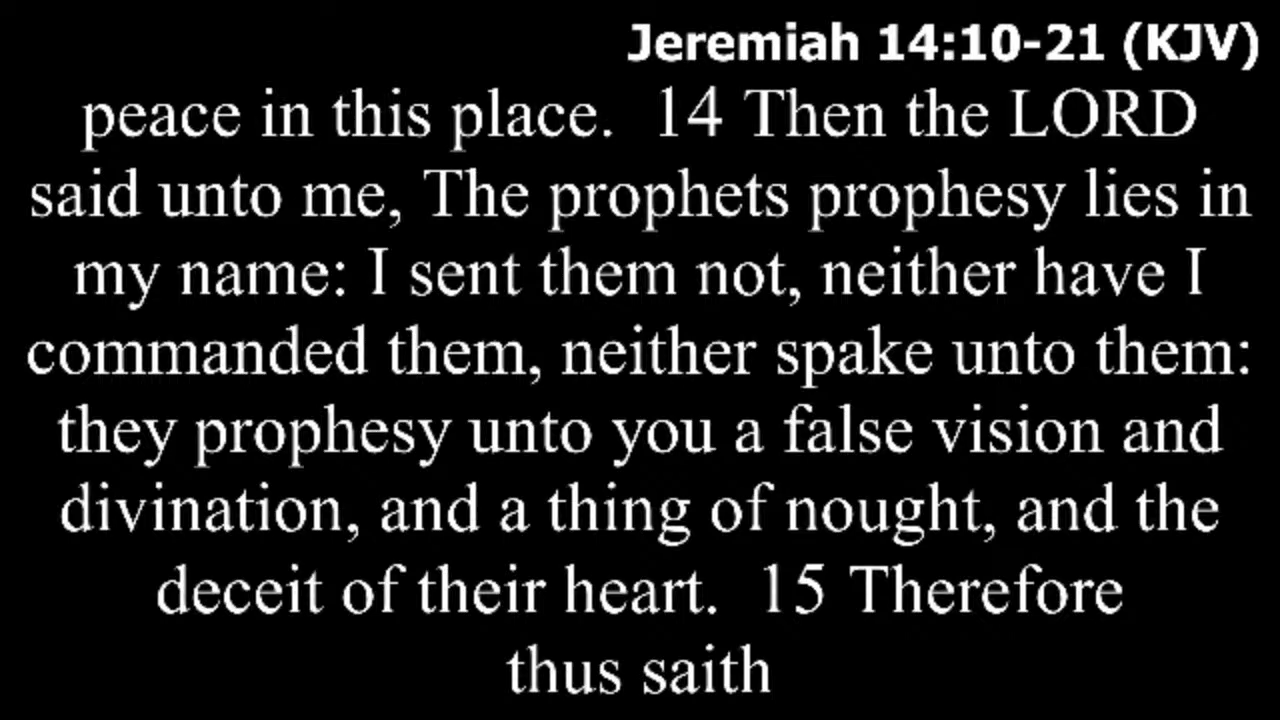 Jeremiah 14:10-21 (KJV)
peace in this place.  14 Then the LORD
said unto me, The prophets prophesy lies in
my name: I sent them not, neither have I
commanded them, neither spake unto them:
they prophesy unto you a false vision and
divination, and a thing of nought, and the
deceit of their heart.  15 Therefore
thus saith